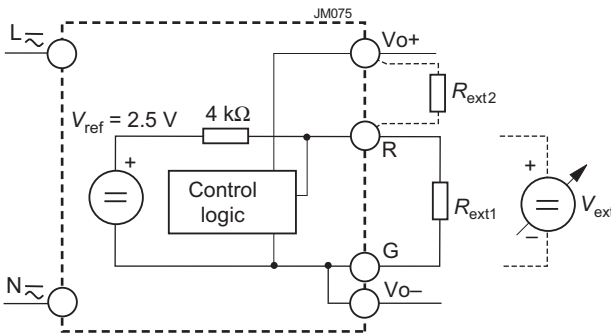 JM075
L
Vo+
Rext2
Vref = 2.5 V
4 kΩ
R
+
+
Control
logic
Rext1
Vext
–
G
N
Vo–